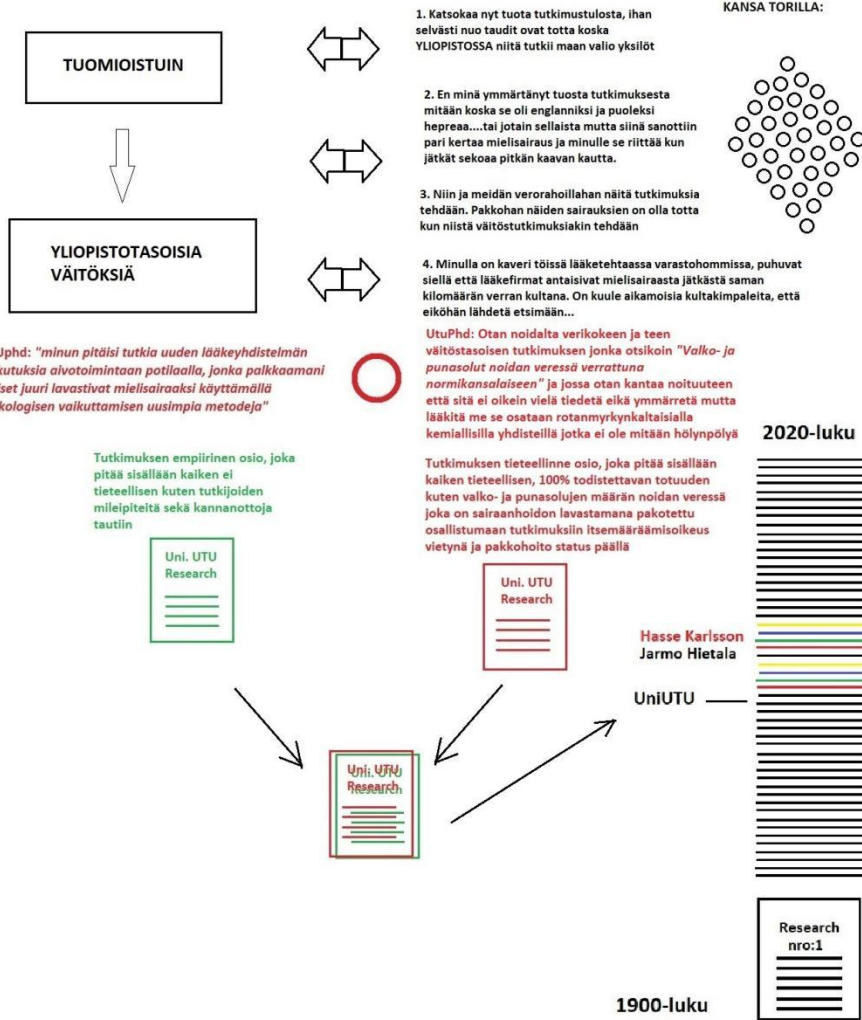 KANSA TORILLA:
TUOMIOISTUIN
1. Katsokaa nyt tuota tutkimustulosta, ihan
selvästi nuo taudit ovat totta koska
YLIOPISTOSSA niitä tutkii maan valio yksilöt
2. En minä ymmärtänyt tuosta tutkimuksesta
mitään koska se oli englanniksi ja puoleksi
hepreaa....tai jotain sellaista mutta siinä sanottiin
pari kertaa mielisairaus ja minulle se riittää kun
jätkät sekoaa pitkän kaavan kautta.
3. Niin ja meidän verorahoillahan näitä tutkimuksia
tehdään. Pakkohan näiden sairauksien on olla totta
kun niistä väitöstutkimuksiakin tehdään
YLIOPISTOTASOISIA
VÄITÖKSIÄ
4. Minulla on kaveri töissä lääketehtaassa varastohommissa, puhuvat
siellä että lääkefirmat antaisivat mielisairaasta jätkästä saman
kilomäärän verran kultana. On kuule aikamoisia kultakimpaleita, että
eiköhän lähdetä etsimään...
Uphd: "minun pitäisi tutkia uuden lääkeyhdistelmän
kutuksia aivotoimintaan potilaalla, jonka palkkaamani
iset juuri lavastivat mielisairaaksi käyttämällä
kologisen vaikuttamisen uusimpia metodeja"
UtuPhd: Otan noidalta verikokeen ja teen
väitöstasoisen tutkimuksen jonka otsikoin "Valko- ja
punasolut noidan veressä verrattuna
normikansalaiseen" ja jossa otan kantaa noituuteen
että sitä ei oikein vielä tiedetä eikä ymmärretä mutta
lääkitä me se osataan rotanmyrkynkaltaisialla
kemiallisilla yhdisteillä jotka ei ole mitään hölynpölyä
2020-luku
Tutkimuksen empiirinen osio, joka
pitää sisällään kaiken ei
tieteellisen kuten tutkijoiden
mileipiteitä sekä kannanottoja
tautiin
Tutkimuksen tieteellinne osio, joka pitää sisällään
kaiken tieteellisen, 100% todistettavan totuuden
kuten valko- ja punasolujen määrän noidan veressä
joka on sairaanhoidon lavastamana pakotettu
osallistumaan tutkimuksiin itsemääräämisoikeus
vietynä ja pakkohoito status päällä
Uni. UTU
Research
Uni. UTU
Research
Hasse Karlsson
Jarmo Hietala
UniUTU
Uni. UTU
Research
Uni. UTU
Research
Research
nro:1
1900-luku